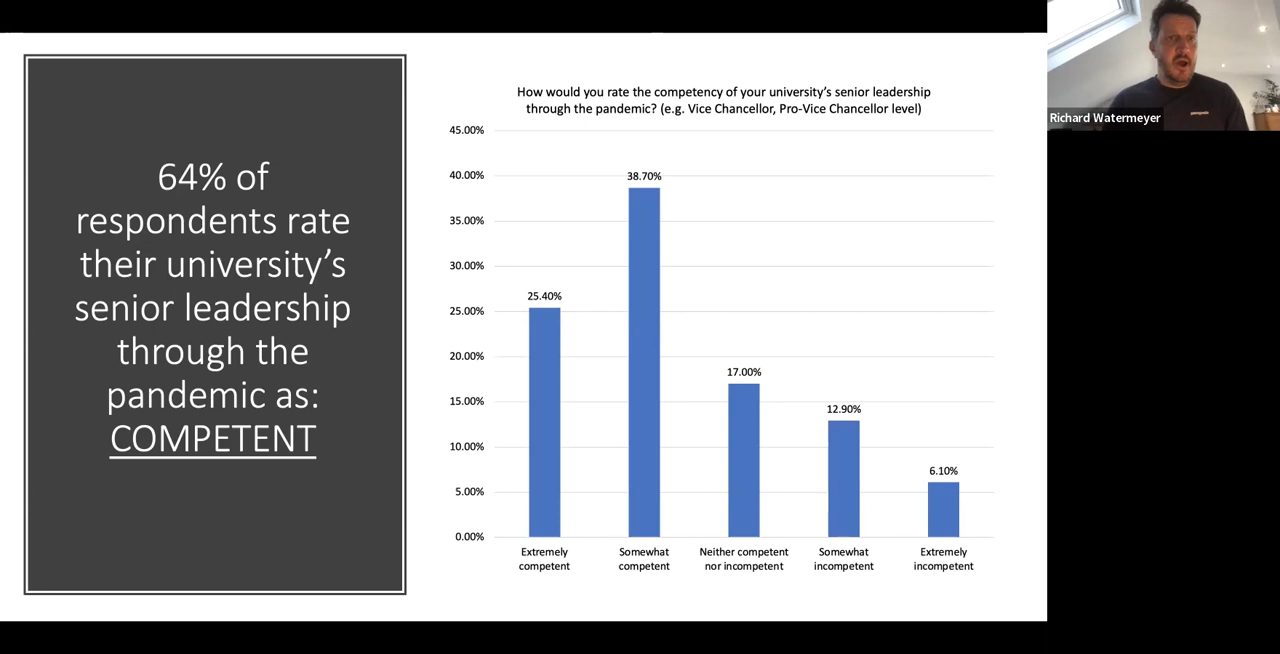 64% of
respondents rate
their university's
senior leadership
through the
pandemic as:
COMPETENT
How would you rate the competency of your university's senior leadership
through the pandemic? (e.g. Vice Chancellor, Pro-Vice Chancellor level)
45.00%
40.00%
35.00%
30.00%
25.00%
20.00%
15.00%
10.00%
5.00%
0.00%
25.40%
38.70%
17.00%
12.90%
6.10%
Extremely
competent
Somewhat
competent
Neither competent
nor incompetent
Somewhat
incompetent
Extremely
incompetent
Richard Watermeyer